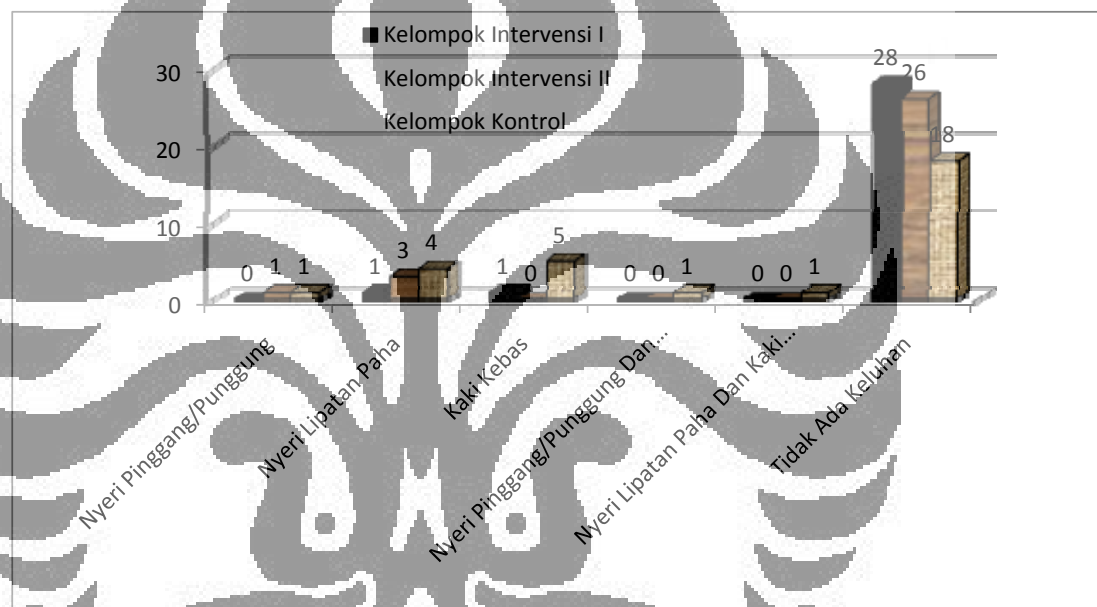 Kelompok Intervensi I
Kelompok Intervensi II
Kelompok Kontrol
30
20
10
0
0 1 1
1 3 4
1 0 5
0 0 1
0 0 1
28 26 18
Nyeri Pinggang/Punggung
Nyeri Lipatan Paha
Kaki Kebas
Nyeri Pinggang/Punggung Dan...
Nyeri Lipatan Paha Dan Kaki...
Tidak Ada Keluhan